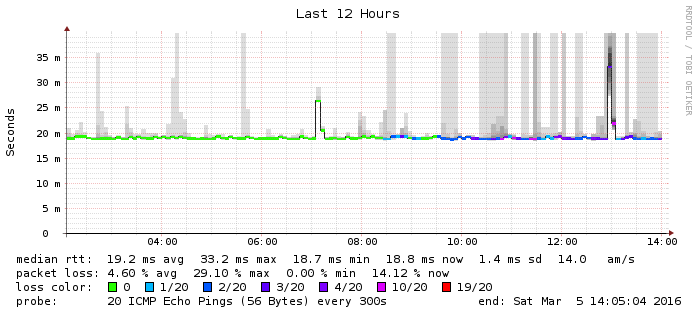 Last 12 Hours
RRDTOOL / TOBI OETIKER
Seconds
35 m
30 m
25 m
20 m
15 m
10 m
5 m
0
04:00 06:00 08:00 10:00 12:00 14:00
median rtt: 19.2 ms avg 33.2 ms max 18.7 ms min 18.8 ms now 1.4 ms sd 14.0 am/s
packet loss: 4.60 % avg 29.10 % max 0.00 % min 14.12 % now
loss color: 0 1/20 2/20 3/20 4/20 10/20 19/20
probe: 20 ICMP Echo Pings (56 Bytes) every 300s end: Sat Mar 5 14:05:04 2016